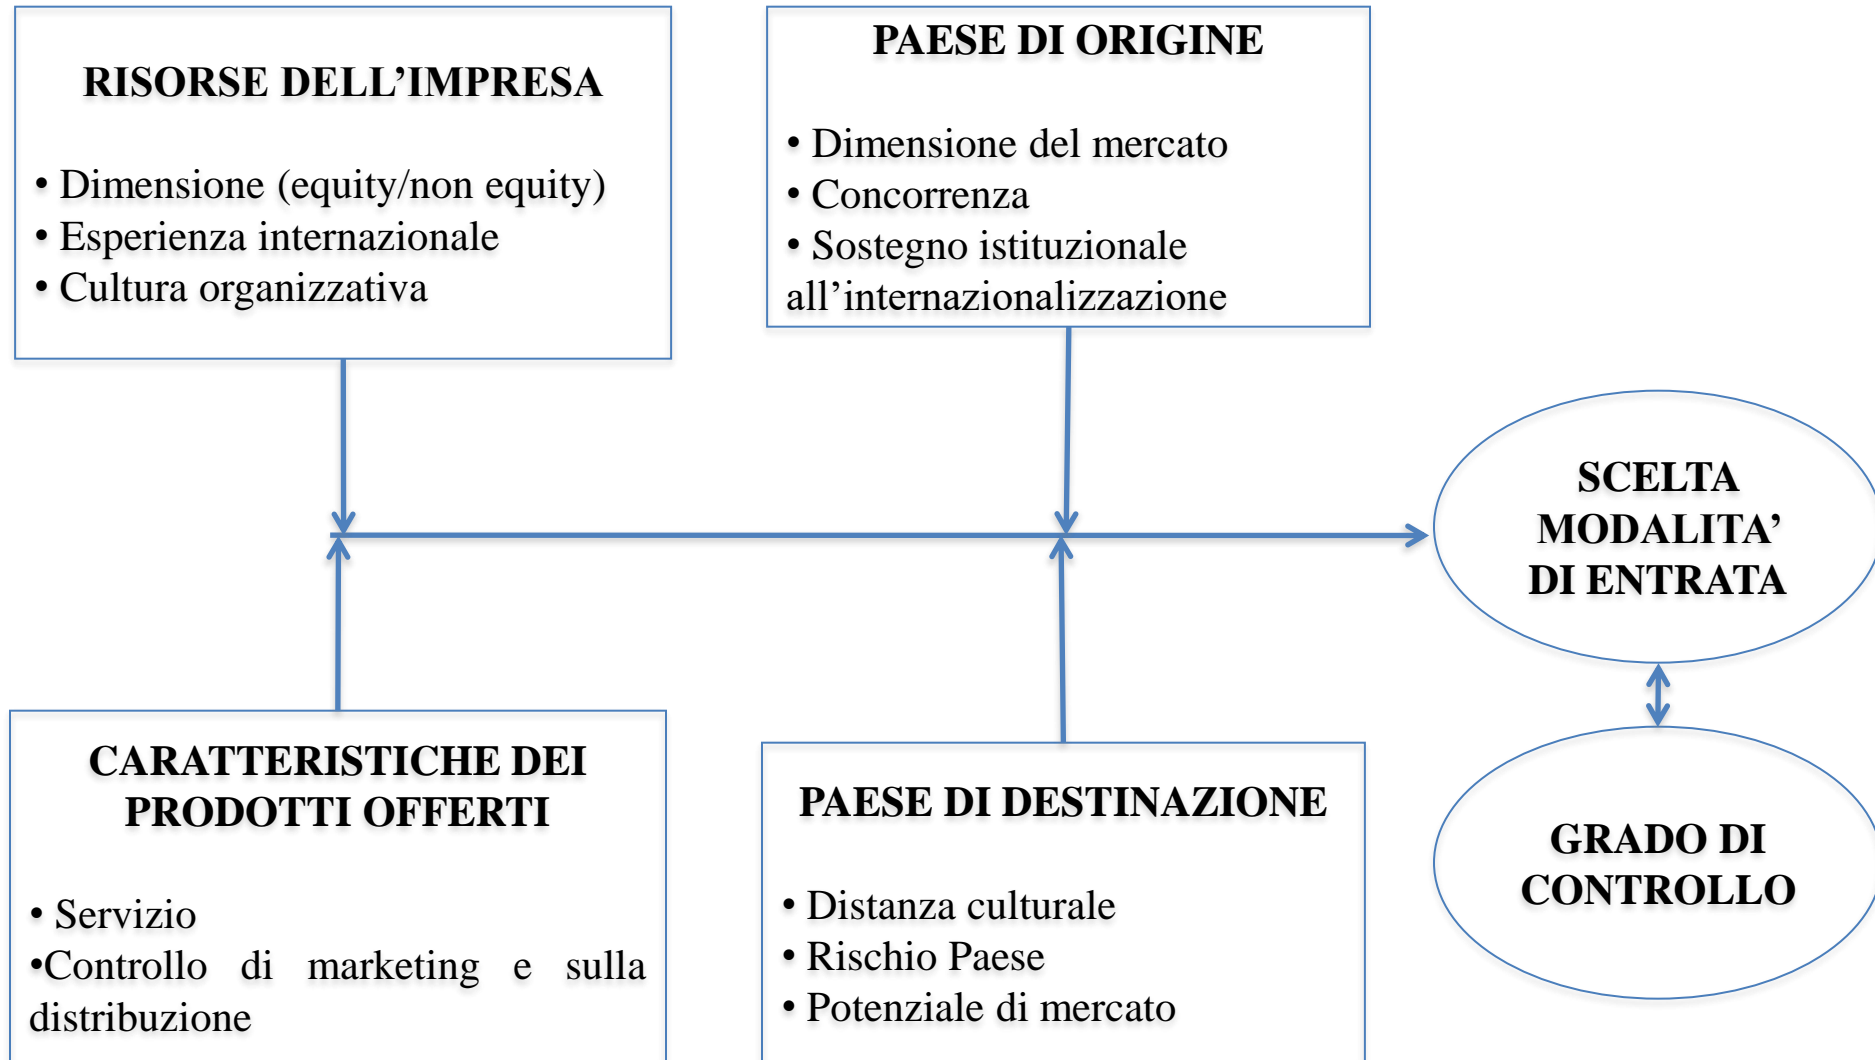 RISORSE DELL’IMPRESA
• Dimensione (equity/non equity)
• Esperienza internazionale
• Cultura organizzativa
PAESE DI ORIGINE
• Dimensione del mercato
• Concorrenza
• Sostegno istituzionale
all’internazionalizzazione
SCELTA
MODALITA’
DI ENTRATA
CARATTERISTICHE DEI
PRODOTTI OFFERTI
• Servizio
•Controllo di marketing e sulla
distribuzione
PAESE DI DESTINAZIONE
• Distanza culturale
• Rischio Paese
• Potenziale di mercato
GRADO DI
CONTROLLO